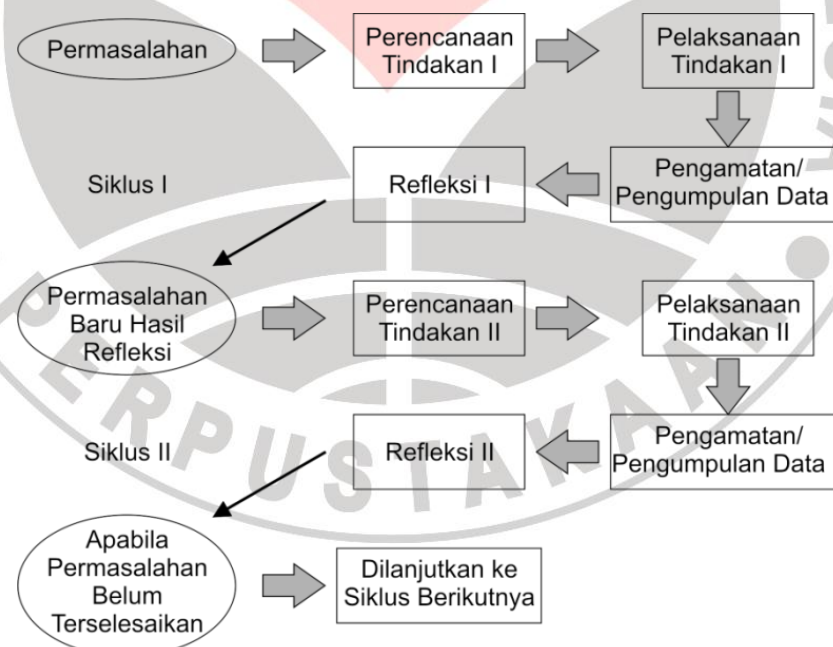 Permasalahan
Perencanaan
Tindakan I
Pelaksanaan
Tindakan I
Siklus I
Refleksi I
Pengamatan/
Pengumpulan Data
Permasalahan
Baru Hasil
Refleksi
Perencanaan
Tindakan II
Pelaksanaan
Tindakan II
Siklus II
Refleksi II
Pengamatan/
Pengumpulan Data
Apabila
Permasalahan
Belum
Terselesaikan
Dilanjutkan ke
Siklus Berikutnya
PERPUSTAKAAN